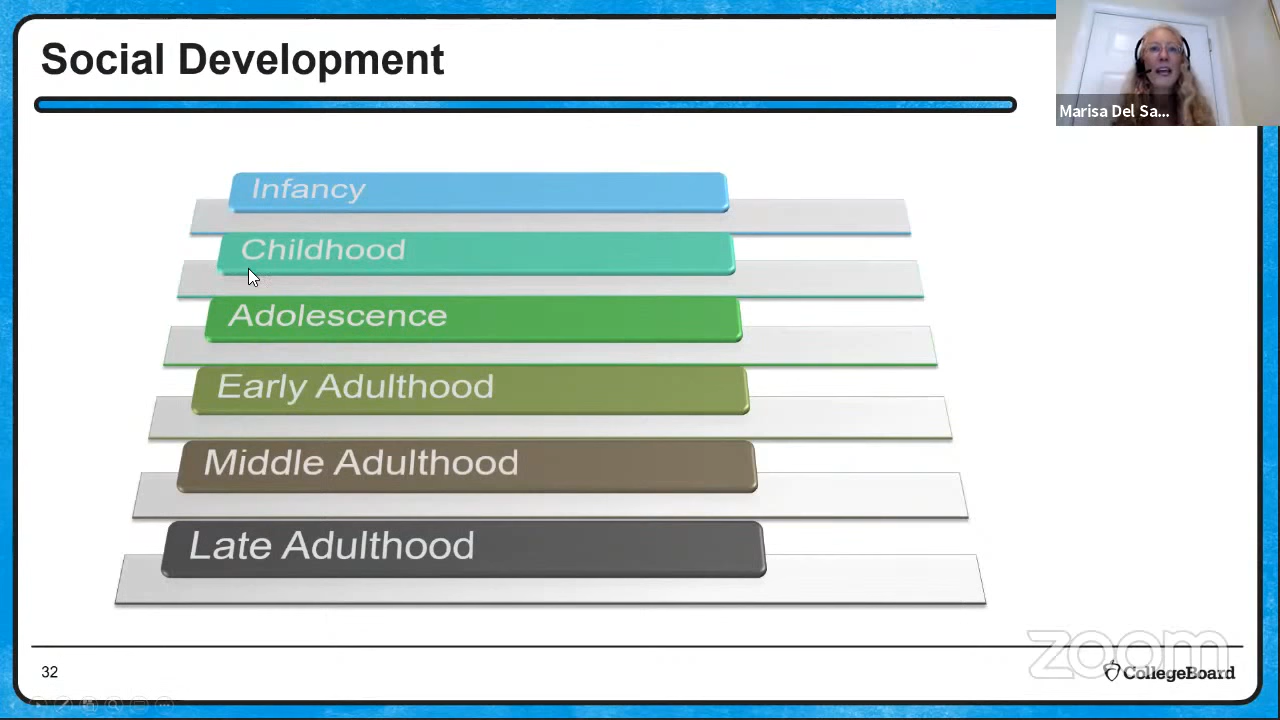 Social Development
Marisa Del Sa...
Infancy
Childhood
Adolescence
Early Adulthood
Middle Adulthood
Late Adulthood
zoom
32
CollegeBoard